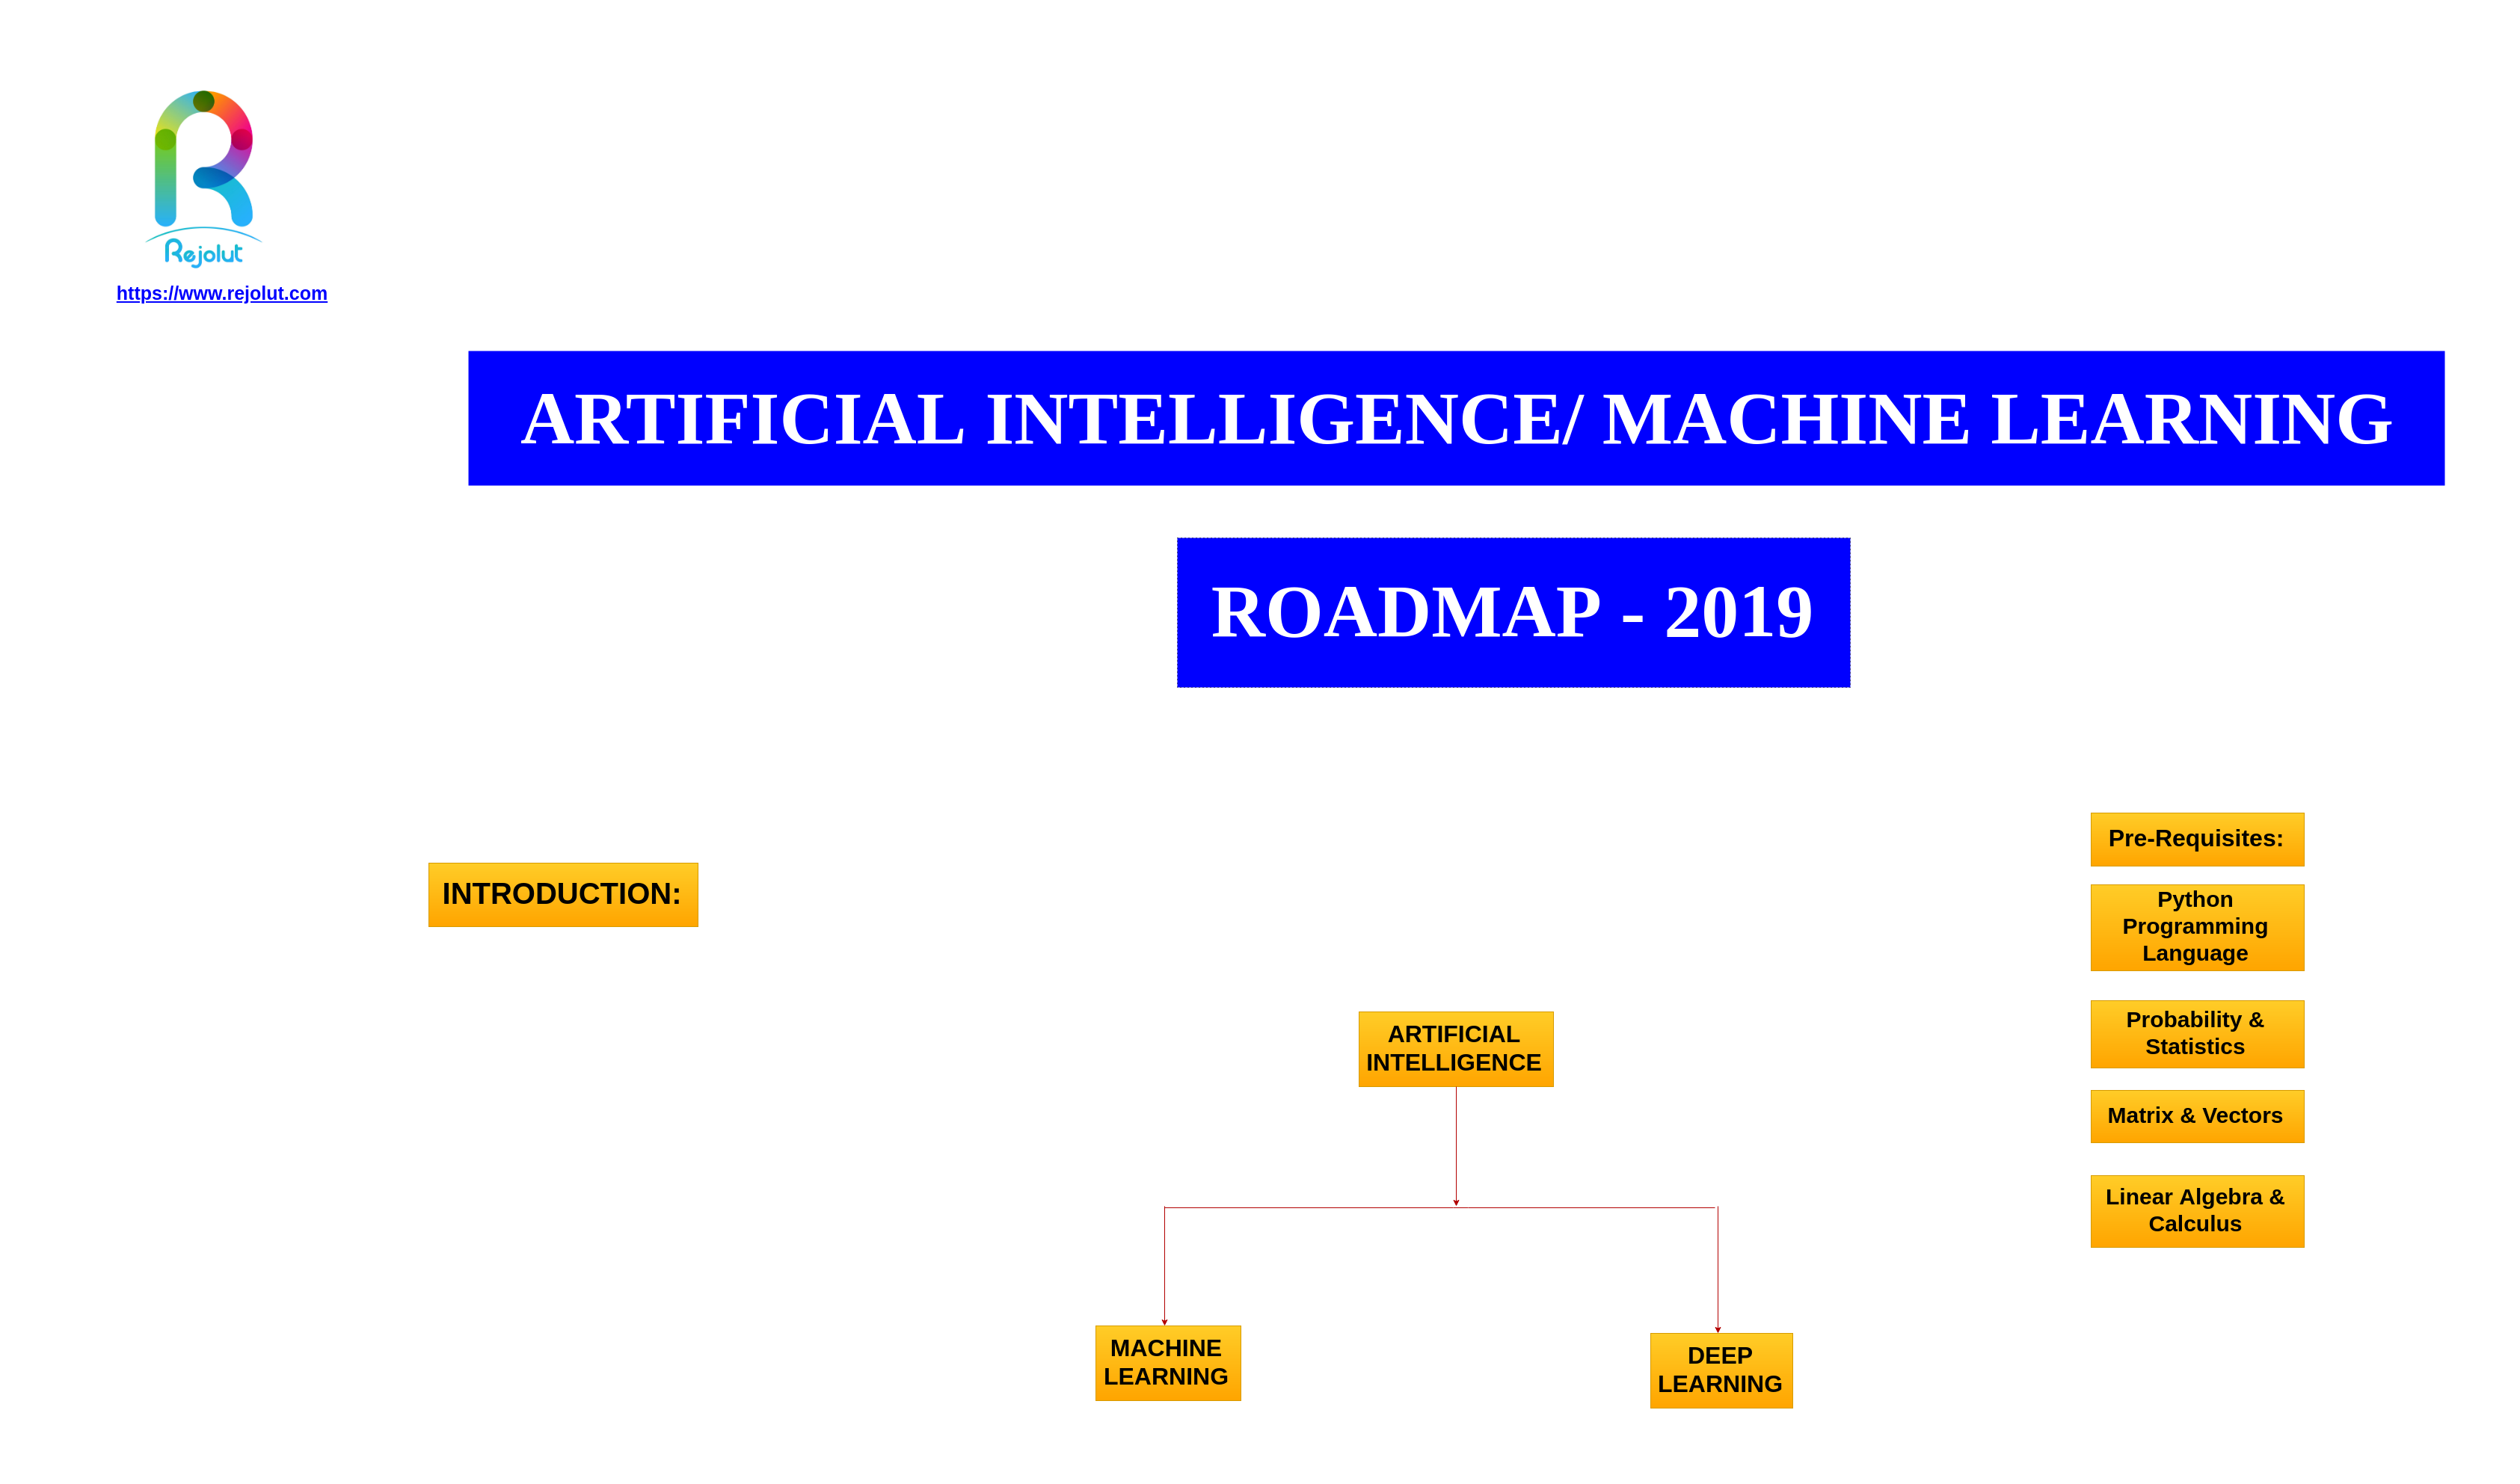 Rejolut
https://www.rejolut.com
ARTIFICIAL INTELLIGENCE/ MACHINE LEARNING
ROADMAP - 2019
INTRODUCTION:
ARTIFICIAL
INTELLIGENCE
MACHINE
LEARNING
DEEP
LEARNING
Pre-Requisites:
Python
Programming
Language
Probability &
Statistics
Matrix & Vectors
Linear Algebra &
Calculus